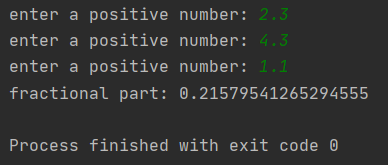 enter a positive number: 2.3
enter a positive number: 4.3
enter a positive number: 1.1
fractional part: 0.21579541265294555
Process finished with exit code 0